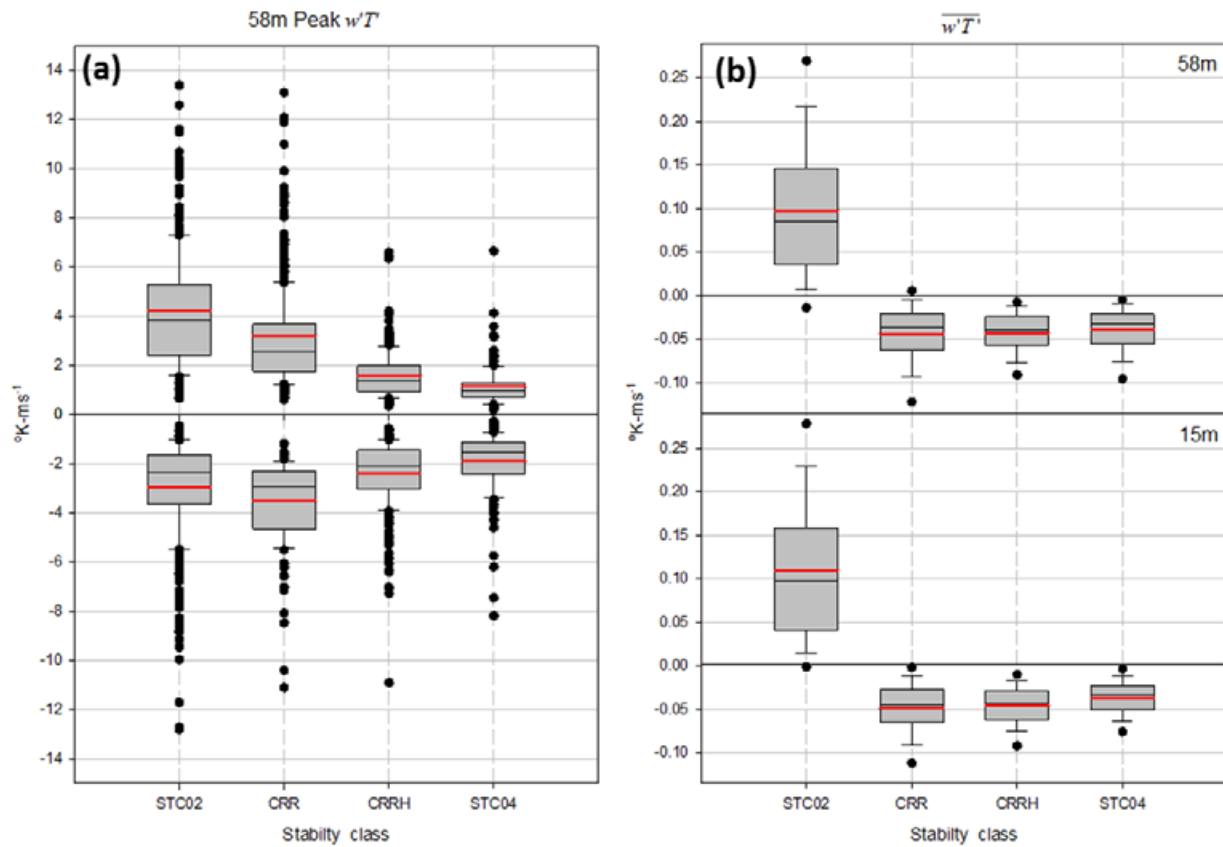 58m Peak w'T'
(a)
14
12
10
8
6
4
2
0
-2
-4
-6
-8
-10
-12
-14
°K-ms⁻¹
STC02 CRR CRRH STC04
Stabilty class
w'T'
(b)
58m
0.25
0.20
0.15
0.10
0.05
0.00
-0.05
-0.10
°K-ms⁻¹
15m
0.25
0.20
0.15
0.10
0.05
0.00
-0.05
-0.10
STC02 CRR CRRH STC04
Stabilty class